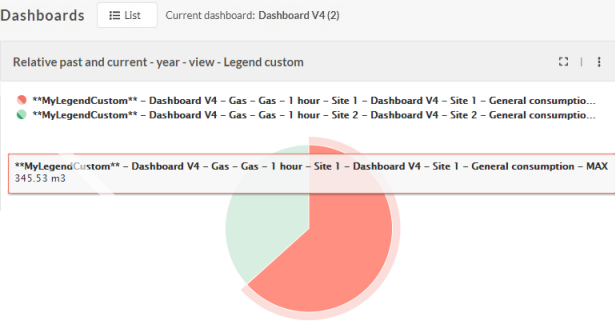 Dashboards List Current dashboard: Dashboard V4 (2)
Relative past and current - year - view - Legend custom
**MyLegendCustom** - Dashboard V4 - Gas - Gas - 1 hour - Site 1 - Dashboard V4 - Site 1 - General consumptio...
**MyLegendCustom** - Dashboard V4 - Gas - Gas - 1 hour - Site 2 - Dashboard V4 - Site 2 - General consumptio...
**MyLegendCustom** - Dashboard V4 - Gas - Gas - 1 hour - Site 1 - Dashboard V4 - Site 1 - General consumption - MAX
345.53 m3